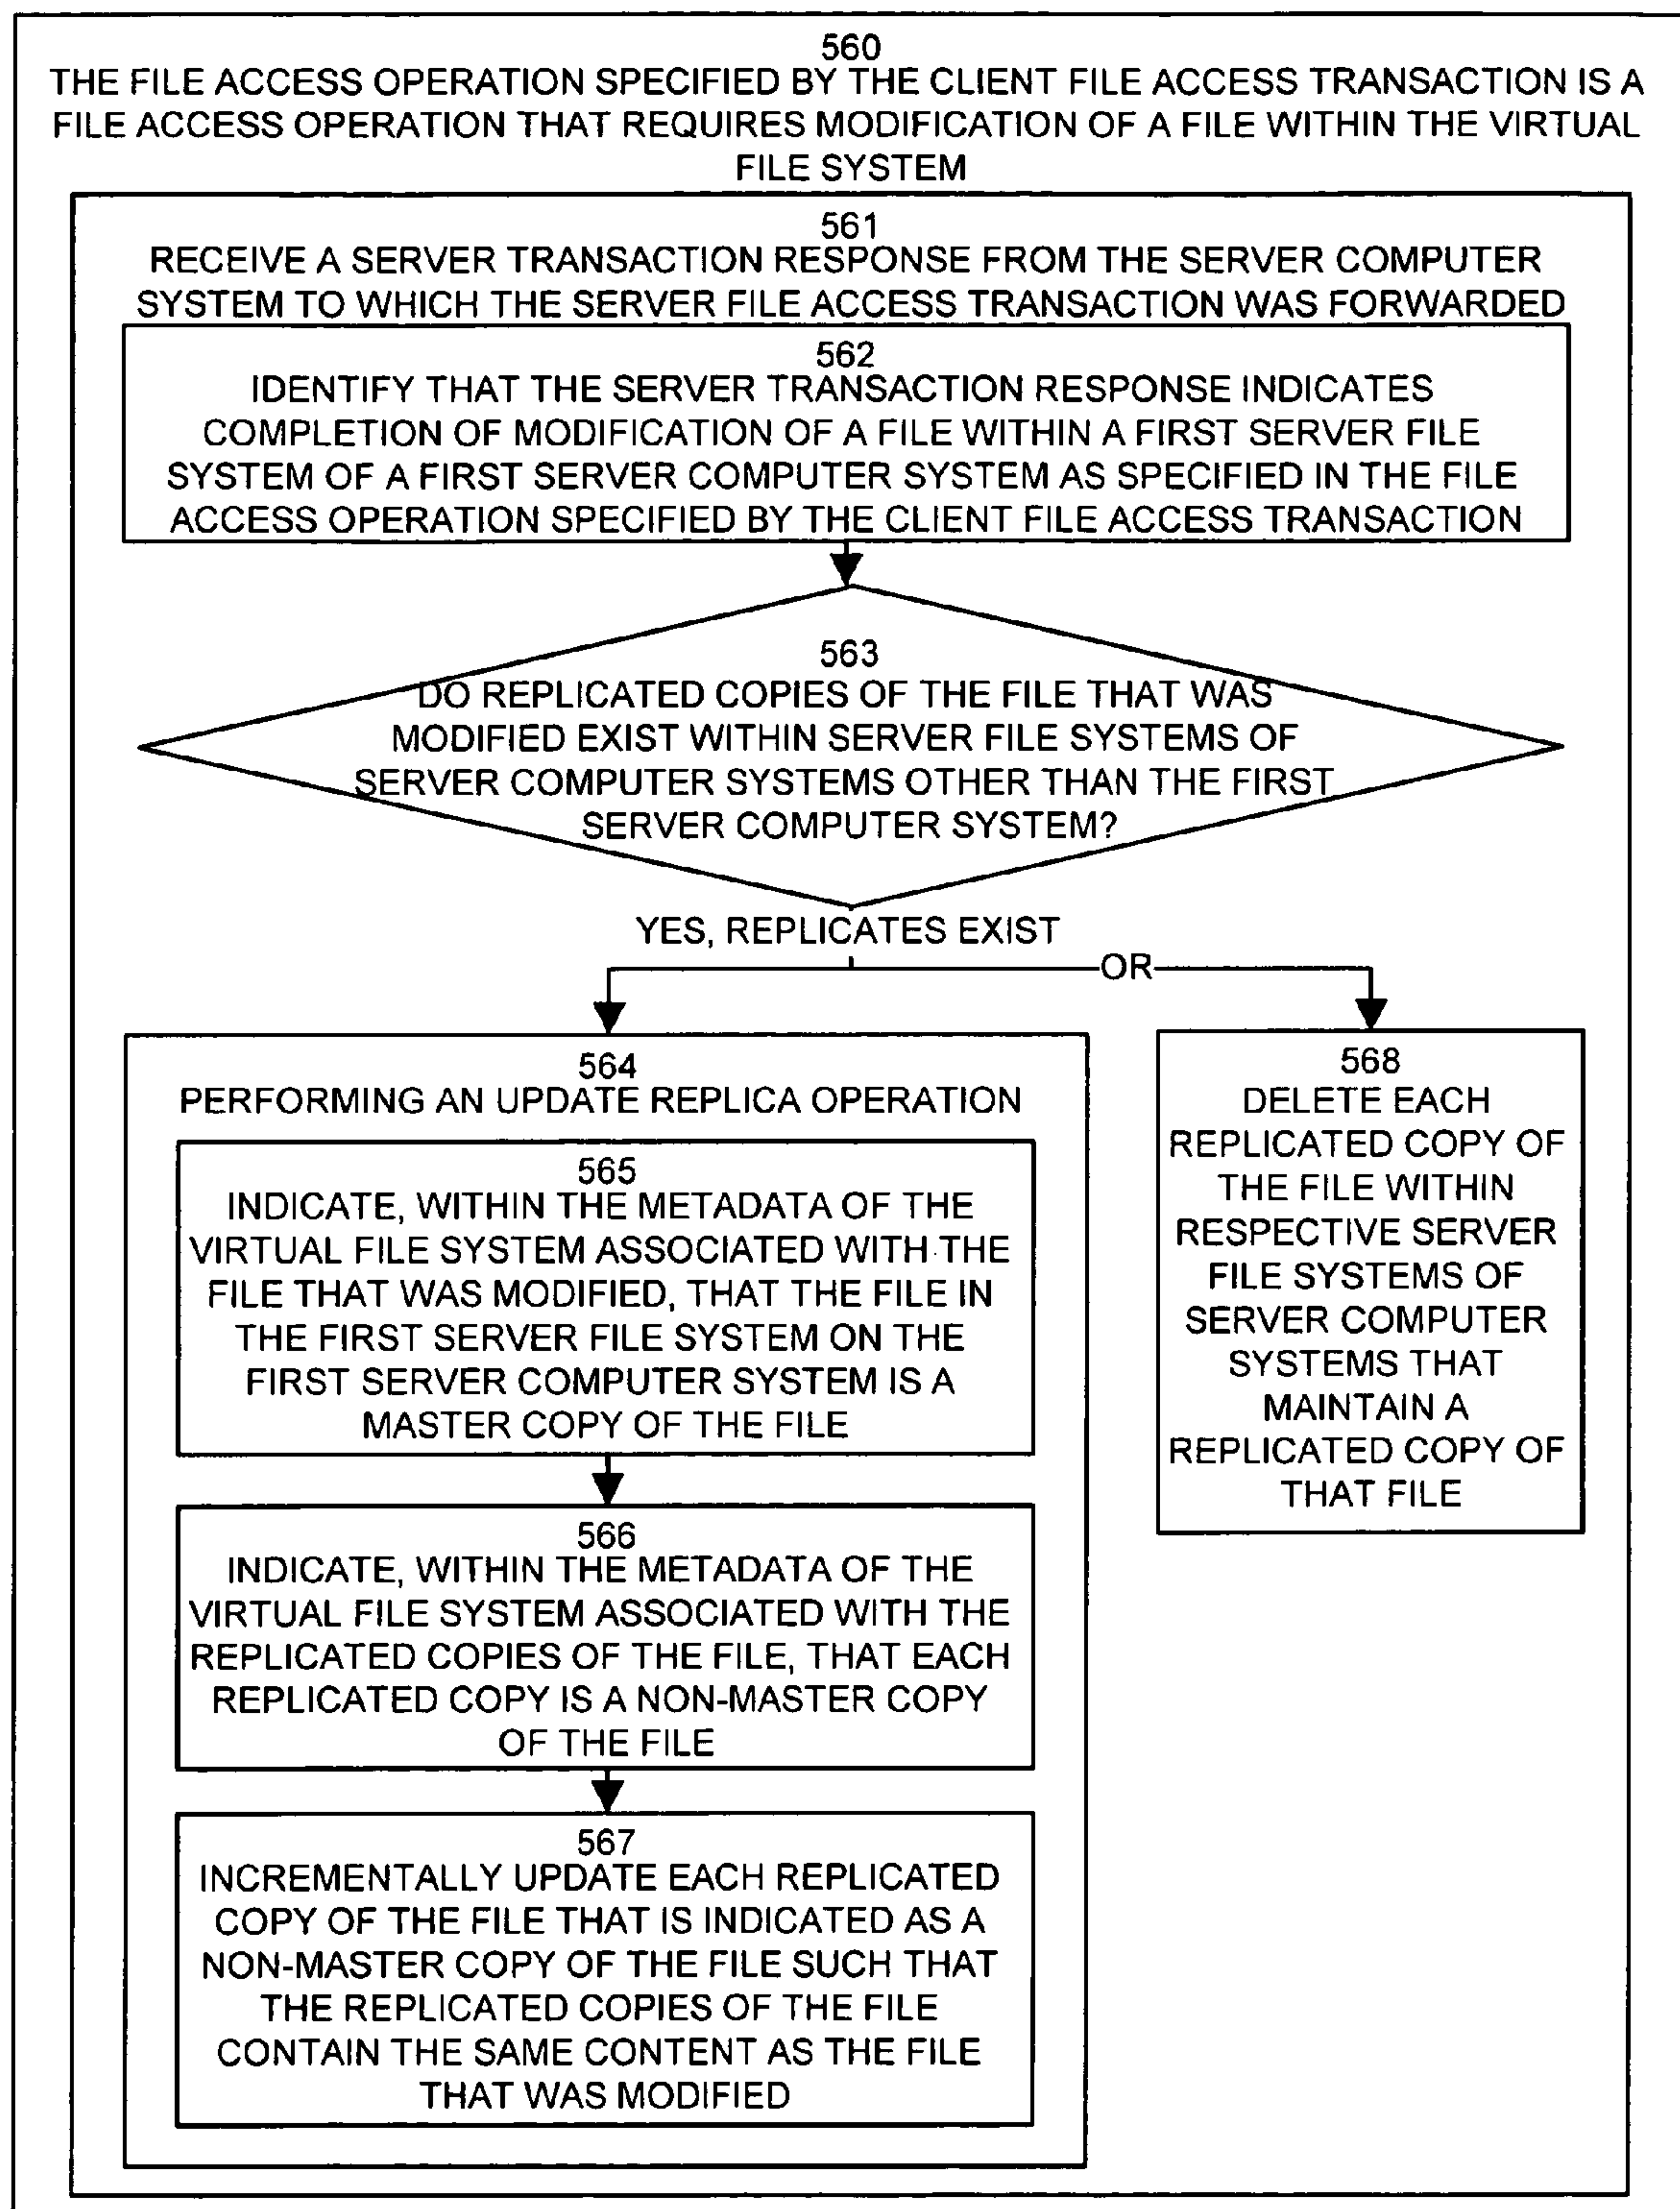 560
THE FILE ACCESS OPERATION SPECIFIED BY THE CLIENT FILE ACCESS TRANSACTION IS A
FILE ACCESS OPERATION THAT REQUIRES MODIFICATION OF A FILE WITHIN THE VIRTUAL
FILE SYSTEM
561
RECEIVE A SERVER TRANSACTION RESPONSE FROM THE SERVER COMPUTER
SYSTEM TO WHICH THE SERVER FILE ACCESS TRANSACTION WAS FORWARDED
562
IDENTIFY THAT THE SERVER TRANSACTION RESPONSE INDICATES
COMPLETION OF MODIFICATION OF A FILE WITHIN A FIRST SERVER FILE
SYSTEM OF A FIRST SERVER COMPUTER SYSTEM AS SPECIFIED IN THE FILE
ACCESS OPERATION SPECIFIED BY THE CLIENT FILE ACCESS TRANSACTION
563
DO REPLICATED COPIES OF THE FILE THAT WAS
MODIFIED EXIST WITHIN SERVER FILE SYSTEMS OF
SERVER COMPUTER SYSTEMS OTHER THAN THE FIRST
SERVER COMPUTER SYSTEM?
YES, REPLICATES EXIST
OR
564
PERFORMING AN UPDATE REPLICA OPERATION
565
INDICATE, WITHIN THE METADATA OF THE
VIRTUAL FILE SYSTEM ASSOCIATED WITH THE
FILE THAT WAS MODIFIED, THAT THE FILE IN
THE FIRST SERVER FILE SYSTEM ON THE
FIRST SERVER COMPUTER SYSTEM IS A
MASTER COPY OF THE FILE
566
INDICATE, WITHIN THE METADATA OF THE
VIRTUAL FILE SYSTEM ASSOCIATED WITH THE
REPLICATED COPIES OF THE FILE, THAT EACH
REPLICATED COPY IS A NON-MASTER COPY
OF THE FILE
567
INCREMENTALLY UPDATE EACH REPLICATED
COPY OF THE FILE THAT IS INDICATED AS A
NON-MASTER COPY OF THE FILE SUCH THAT
THE REPLICATED COPIES OF THE FILE
CONTAIN THE SAME CONTENT AS THE FILE
THAT WAS MODIFIED
568
DELETE EACH
REPLICATED COPY OF
THE FILE WITHIN
RESPECTIVE SERVER
FILE SYSTEMS OF
SERVER COMPUTER
SYSTEMS THAT
MAINTAIN A
REPLICATED COPY OF
THAT FILE